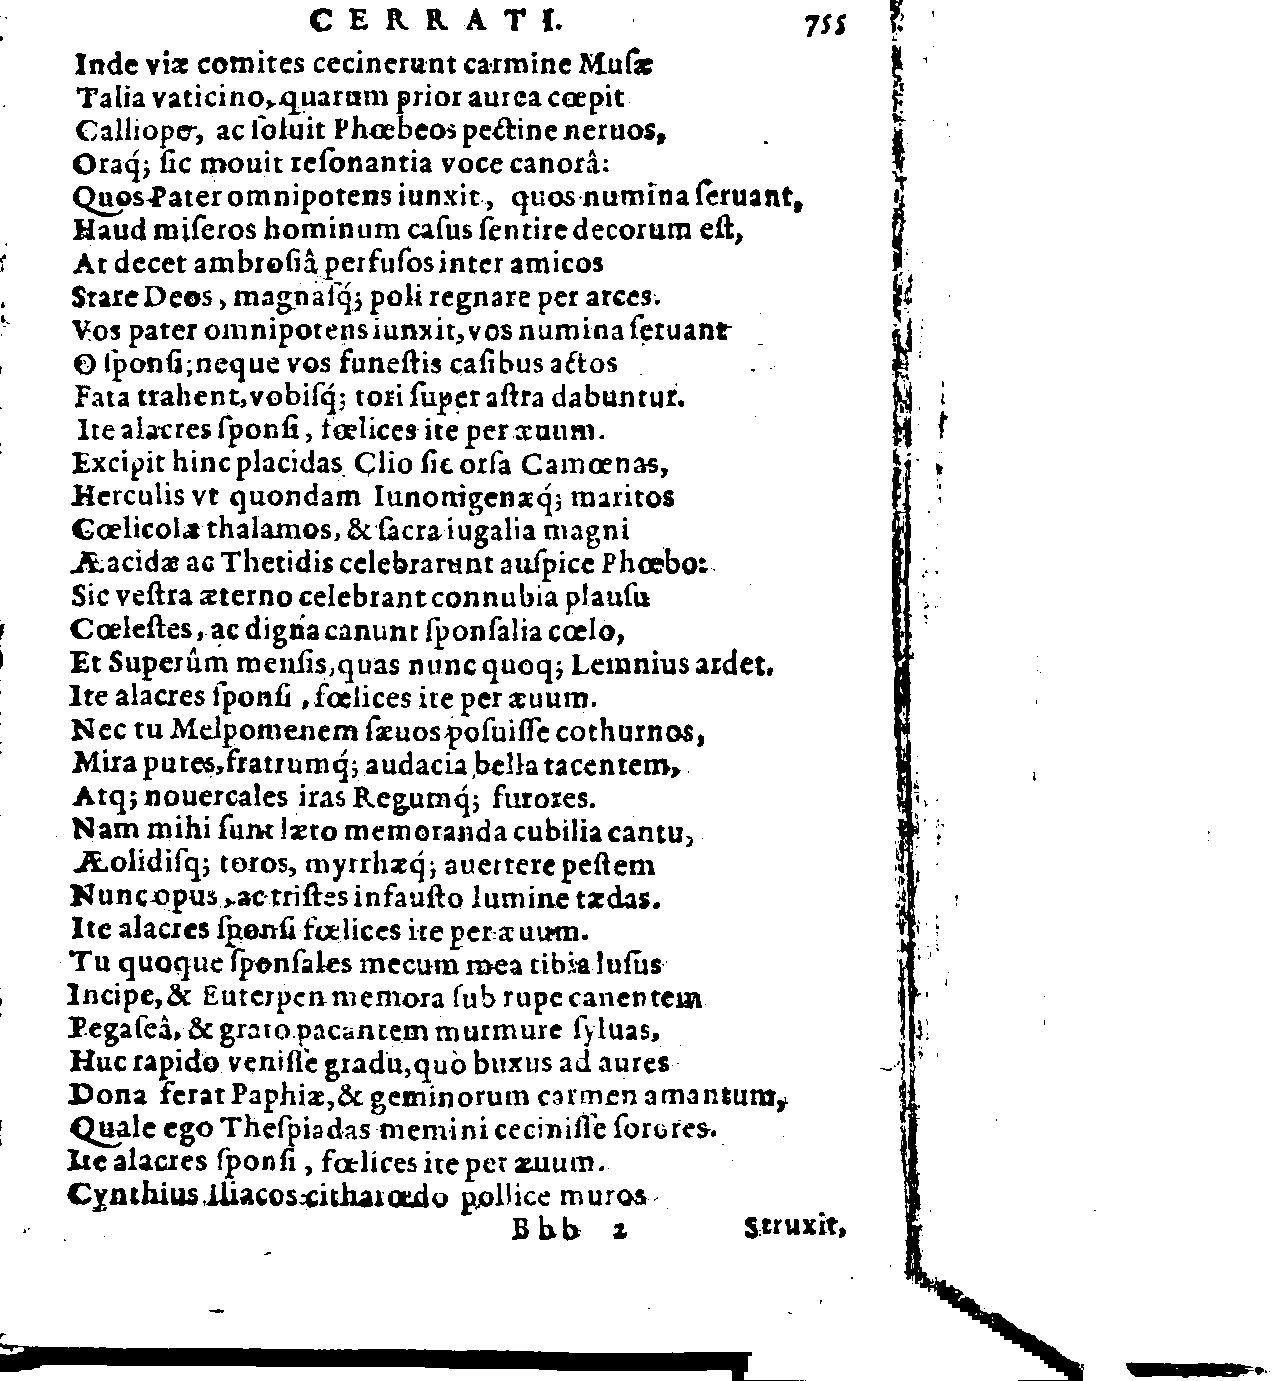 CERRATI. 755
Inde viæ comites cecinerunt carmine Muſæ
Talia vaticino, quarum prior aurea cœpit
Calliope, ac ſoluit Phœbeos pectine neruos,
Oraq́; ſic mouit reſonantia voce canorâ:
Quos Pater omnipotens iunxit, quos numina ſeruant,
Haud miſeros hominum caſus ſentire decorum eſt,
At decet ambroſiâ perfuſos inter amicos
Stare Deos, magnaſq́; poli regnare per arces.
Vos pater omnipotens iunxit, vos numina ſeruant
O ſponſi; neque vos funeſtis caſibus actos
Fata trahent, vobiſq́; tori ſuper aſtra dabuntur.
Ite alacres ſponſi, fœlices ite per æuum.
Excipit hinc placidas Clio ſic orſa Camœnas,
Herculis vt quondam Iunonigenæq́; maritos
Cœlicolæ thalamos, & ſacra iugalia magni
Æacidæ ac Thetidis celebrarunt auſpice Phœbo:
Sic veſtra æterno celebrant connubia plauſu
Cœleſtes, ac digna canunt ſponſalia cœlo,
Et Superûm menſis, quas nunc quoq; Lemnius ardet.
Ite alacres ſponſi, fœlices ite per æuum.
Nec tu Melpomenem ſæuos poſuiſſe cothurnos,
Mira putes, fratrumq́; audacia bella tacentem,
Atq; nouercales iras Regumq́; furores.
Nam mihi ſunt læto memoranda cubilia cantu,
Æolidiſq; toros, myrrhæq́; auertere peſtem
Nunc opus, ac triſtes infauſto lumine tædas.
Ite alacres ſponſi fœlices ite per æuum.
Tu quoque ſponſales mecum mea tibia luſus
Incipe, & Euterpen memora ſub rupe canentem
Pegaſeâ, & grato pacantem murmure ſyluas,
Huc rapido veniſſe gradu, quò buxus ad aures
Dona ferat Paphiæ, & geminorum carmen amantum,
Quale ego Theſpiadas memini ceciniſſe ſorores.
Ite alacres ſponſi, fœlices ite per æuum.
Cynthius Iliacos citharœdo pollice muros
Bbb 2 Struxit,